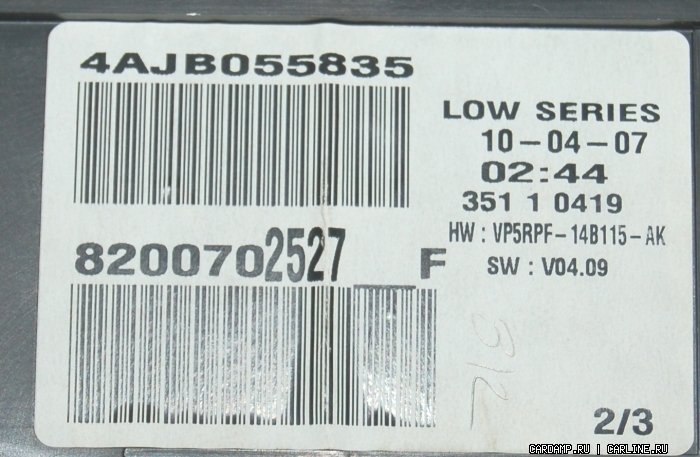 4AJB055835
LOW SERIES
10-04-07
02:44
351 1 0419
HW : VP5RPF-14B115-AK
SW : V04.09
8200702527__F
2/3
CARDAMP.RU | CARLINE.RU